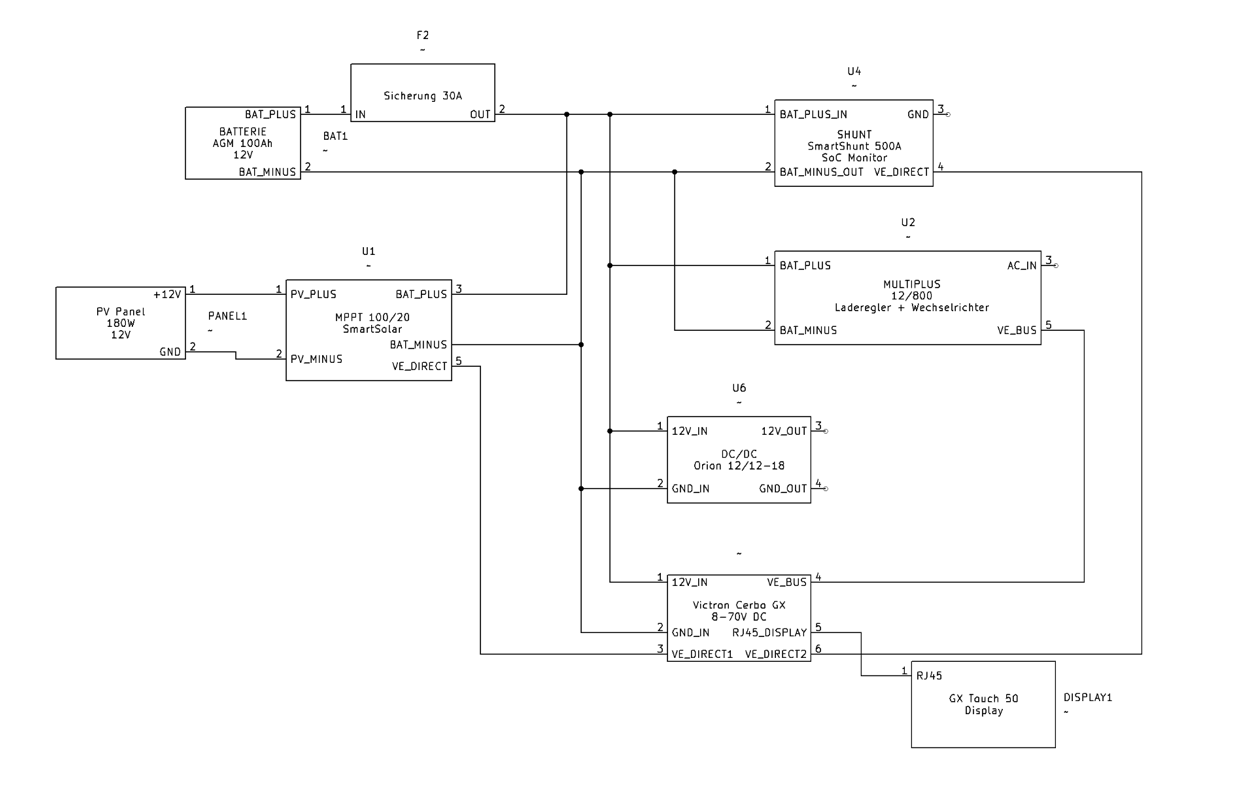 F2
~
Sicherung 30A
1 IN
OUT 2
BAT_PLUS 1
BATTERIE
AGM 100Ah
12V
BAT_MINUS 2
BAT1
~
U4
~
1 BAT_PLUS_IN
GND 3
SHUNT
SmartShunt 500A
SoC Monitor
2 BAT_MINUS_OUT
VE_DIRECT 4
U2
~
1 BAT_PLUS
AC_IN 3
MULTIPLUS
12/800
Laderegler + Wechselrichter
2 BAT_MINUS
VE_BUS 5
U1
~
1 PV_PLUS
BAT_PLUS 3
MPPT 100/20
SmartSolar
BAT_MINUS
2 PV_MINUS
VE_DIRECT 5
+12V 1
PV Panel
180W
12V
GND 2
PANEL1
~
U6
~
1 12V_IN
12V_OUT 3
DC/DC
Orion 12/12-18
2 GND_IN
GND_OUT 4
~
1 12V_IN
VE_BUS 4
Victron Cerbo GX
8-70V DC
2 GND_IN
RJ45_DISPLAY 5
3 VE_DIRECT1
VE_DIRECT2 6
1 RJ45
GX Touch 50
Display
DISPLAY1
~